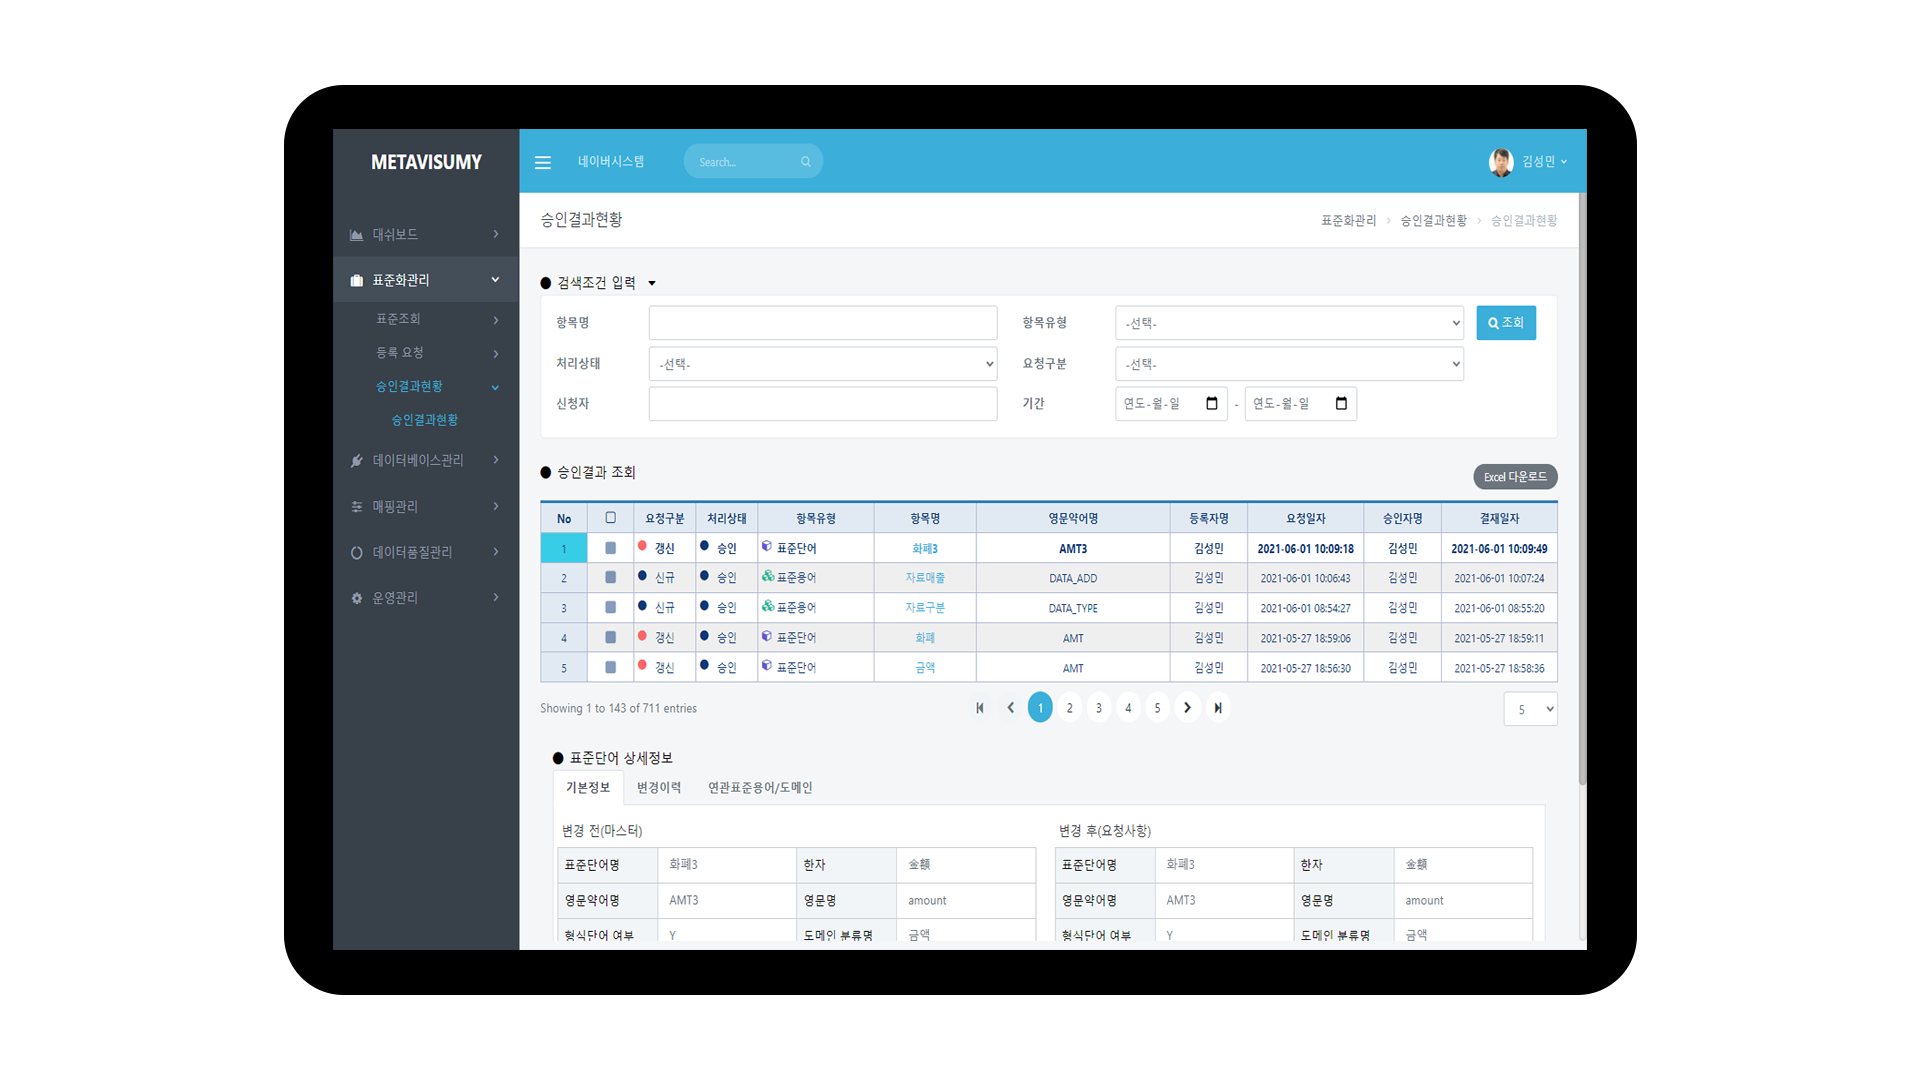 METAVISUMY
네이버시스템
Search...
김성민
대쉬보드
표준화관리
표준조회
등록 요청
승인결과현황
승인결과현황
데이터베이스관리
매핑관리
데이터품질관리
운영관리
승인결과현황
표준화관리 > 승인결과현황 > 승인결과현황
● 검색조건 입력 ▼
항목명 항목유형 -선택- 조회
처리상태 -선택- 요청구분 -선택-
신청자 기간 연도-월-일 - 연도-월-일
● 승인결과 조회
Excel 다운로드
No 요청구분 처리상태 항목유형 항목명 영문약어명 등록자명 요청일자 승인자명 결재일자
1 갱신 승인 표준단어 화폐3 AMT3 김성민 2021-06-01 10:09:18 김성민 2021-06-01 10:09:49
2 신규 승인 표준용어 자료매출 DATA_ADD 김성민 2021-06-01 10:06:43 김성민 2021-06-01 10:07:24
3 신규 승인 표준용어 자료구분 DATA_TYPE 김성민 2021-06-01 08:54:27 김성민 2021-06-01 08:55:20
4 갱신 승인 표준단어 화폐 AMT 김성민 2021-05-27 18:59:06 김성민 2021-05-27 18:59:11
5 갱신 승인 표준단어 금액 AMT 김성민 2021-05-27 18:56:30 김성민 2021-05-27 18:58:36
Showing 1 to 143 of 711 entries
1 2 3 4 5
5
● 표준단어 상세정보
기본정보 변경이력 연관표준용어/도메인
변경 전(마스터)
표준단어명 화폐3 한자 金額
영문약어명 AMT3 영문명 amount
형식단어 여부 Y 도메인 분류명 금액
변경 후(요청사항)
표준단어명 화폐3 한자 金額
영문약어명 AMT3 영문명 amount
형식단어 여부 Y 도메인 분류명 금액